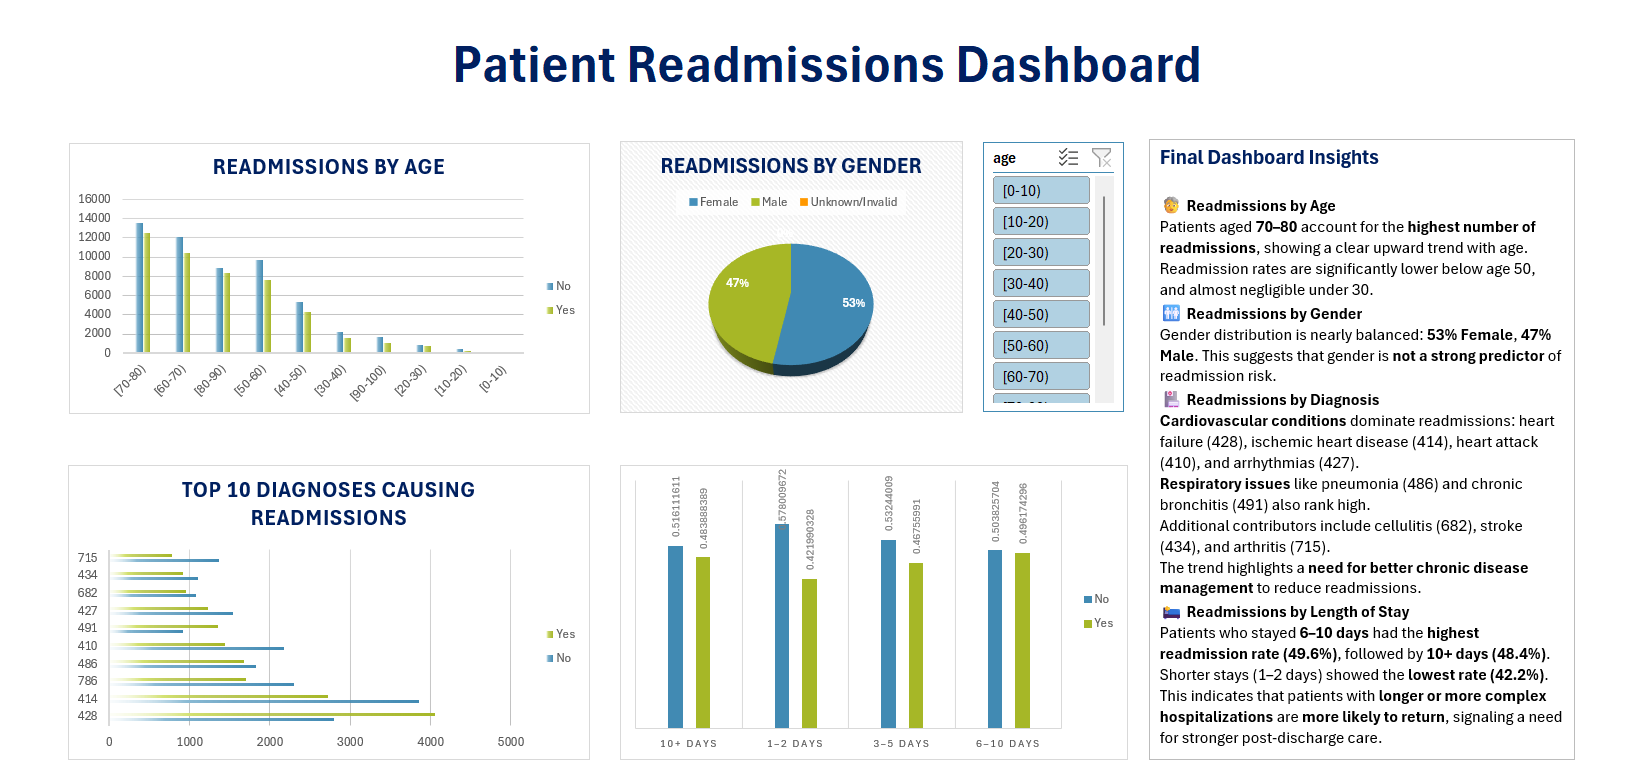 Patient Readmissions Dashboard
READMISSIONS BY AGE
16000
14000
12000
10000
8000
6000
4000
2000
0
[70-80)
[60-70)
[80-90)
[50-60)
[40-50)
[30-40)
[90-100)
[20-30)
[10-20)
[0-10)
No
Yes
READMISSIONS BY GENDER
Female Male Unknown/Invalid
47%
53%
age
[0-10)
[10-20)
[20-30)
[30-40)
[40-50)
[50-60)
[60-70)
TOP 10 DIAGNOSES CAUSING
READMISSIONS
715
434
682
427
491
410
486
786
414
428
0 1000 2000 3000 4000 5000
Yes
No
0.516111611
0.483888389
.578009672
0.421990328
0.53244009
0.46755991
0.503825704
0.496174296
10+ DAYS 1–2 DAYS 3–5 DAYS 6–10 DAYS
No
Yes
Final Dashboard Insights
Readmissions by Age
Patients aged 70–80 account for the highest number of
readmissions, showing a clear upward trend with age.
Readmission rates are significantly lower below age 50,
and almost negligible under 30.
Readmissions by Gender
Gender distribution is nearly balanced: 53% Female, 47%
Male. This suggests that gender is not a strong predictor of
readmission risk.
Readmissions by Diagnosis
Cardiovascular conditions dominate readmissions: heart
failure (428), ischemic heart disease (414), heart attack
(410), and arrhythmias (427).
Respiratory issues like pneumonia (486) and chronic
bronchitis (491) also rank high.
Additional contributors include cellulitis (682), stroke
(434), and arthritis (715).
The trend highlights a need for better chronic disease
management to reduce readmissions.
Readmissions by Length of Stay
Patients who stayed 6–10 days had the highest
readmission rate (49.6%), followed by 10+ days (48.4%).
Shorter stays (1–2 days) showed the lowest rate (42.2%).
This indicates that patients with longer or more complex
hospitalizations are more likely to return, signaling a need
for stronger post-discharge care.